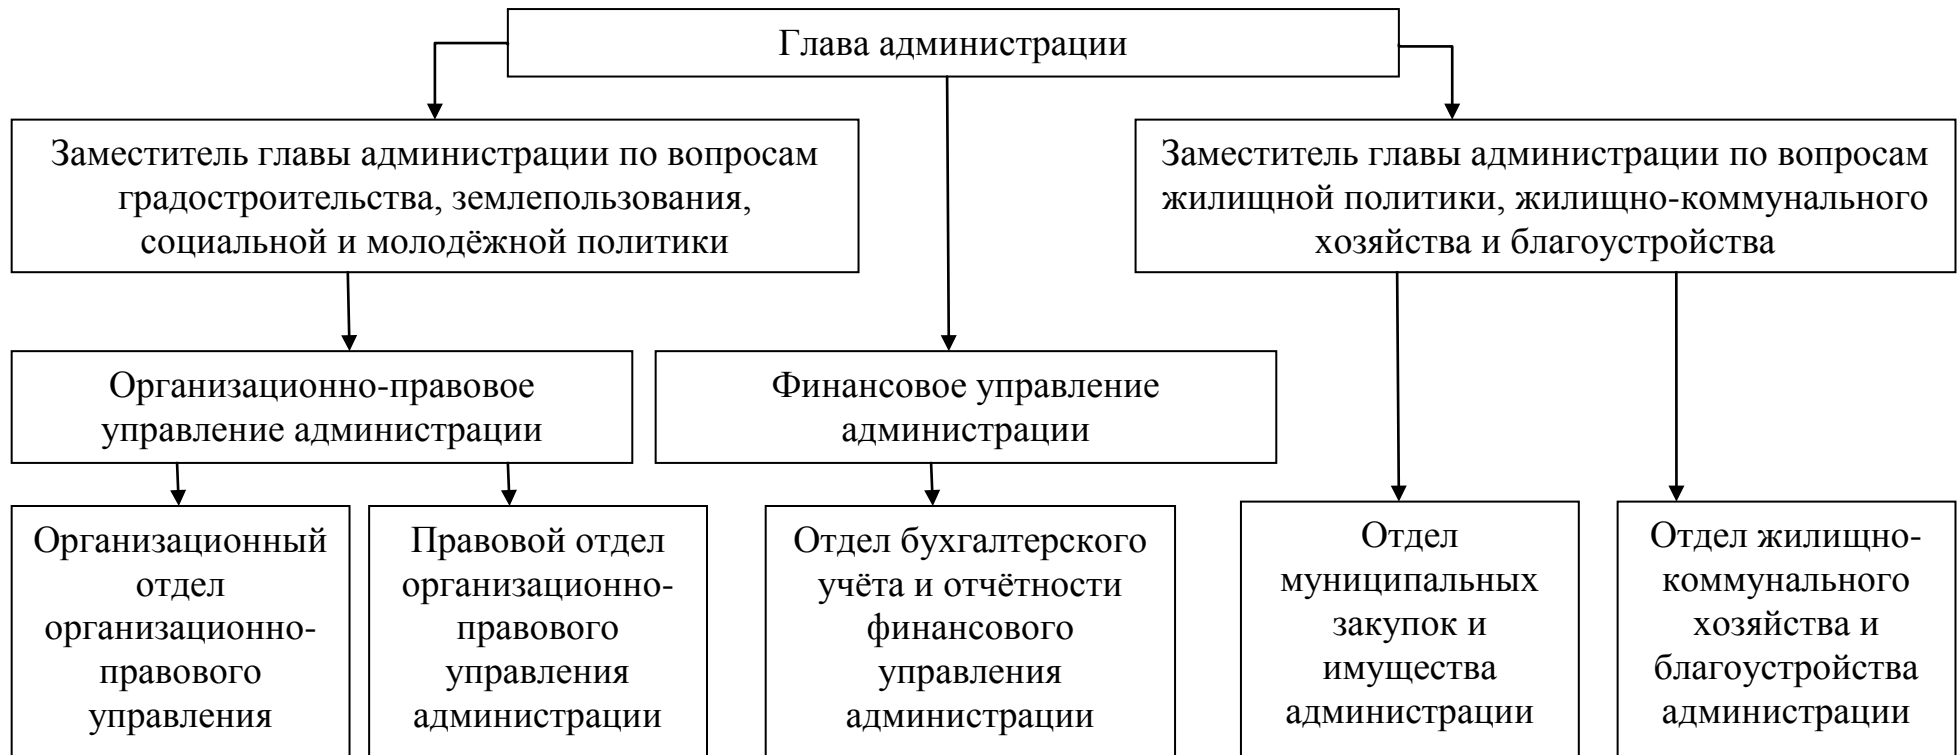 Глава администрации
Заместитель главы администрации по вопросам
градостроительства, землепользования,
социальной и молодёжной политики
Заместитель главы администрации по вопросам
жилищной политики, жилищно-коммунального
хозяйства и благоустройства
Организационно-правовое
управление администрации
Финансовое управление
администрации
Организационный
отдел
организационно-
правового
управления
Правовой отдел
организационно-
правового
управления
администрации
Отдел бухгалтерского
учёта и отчётности
финансового
управления
администрации
Отдел
муниципальных
закупок и
имущества
администрации
Отдел жилищно-
коммунального
хозяйства и
благоустройства
администрации